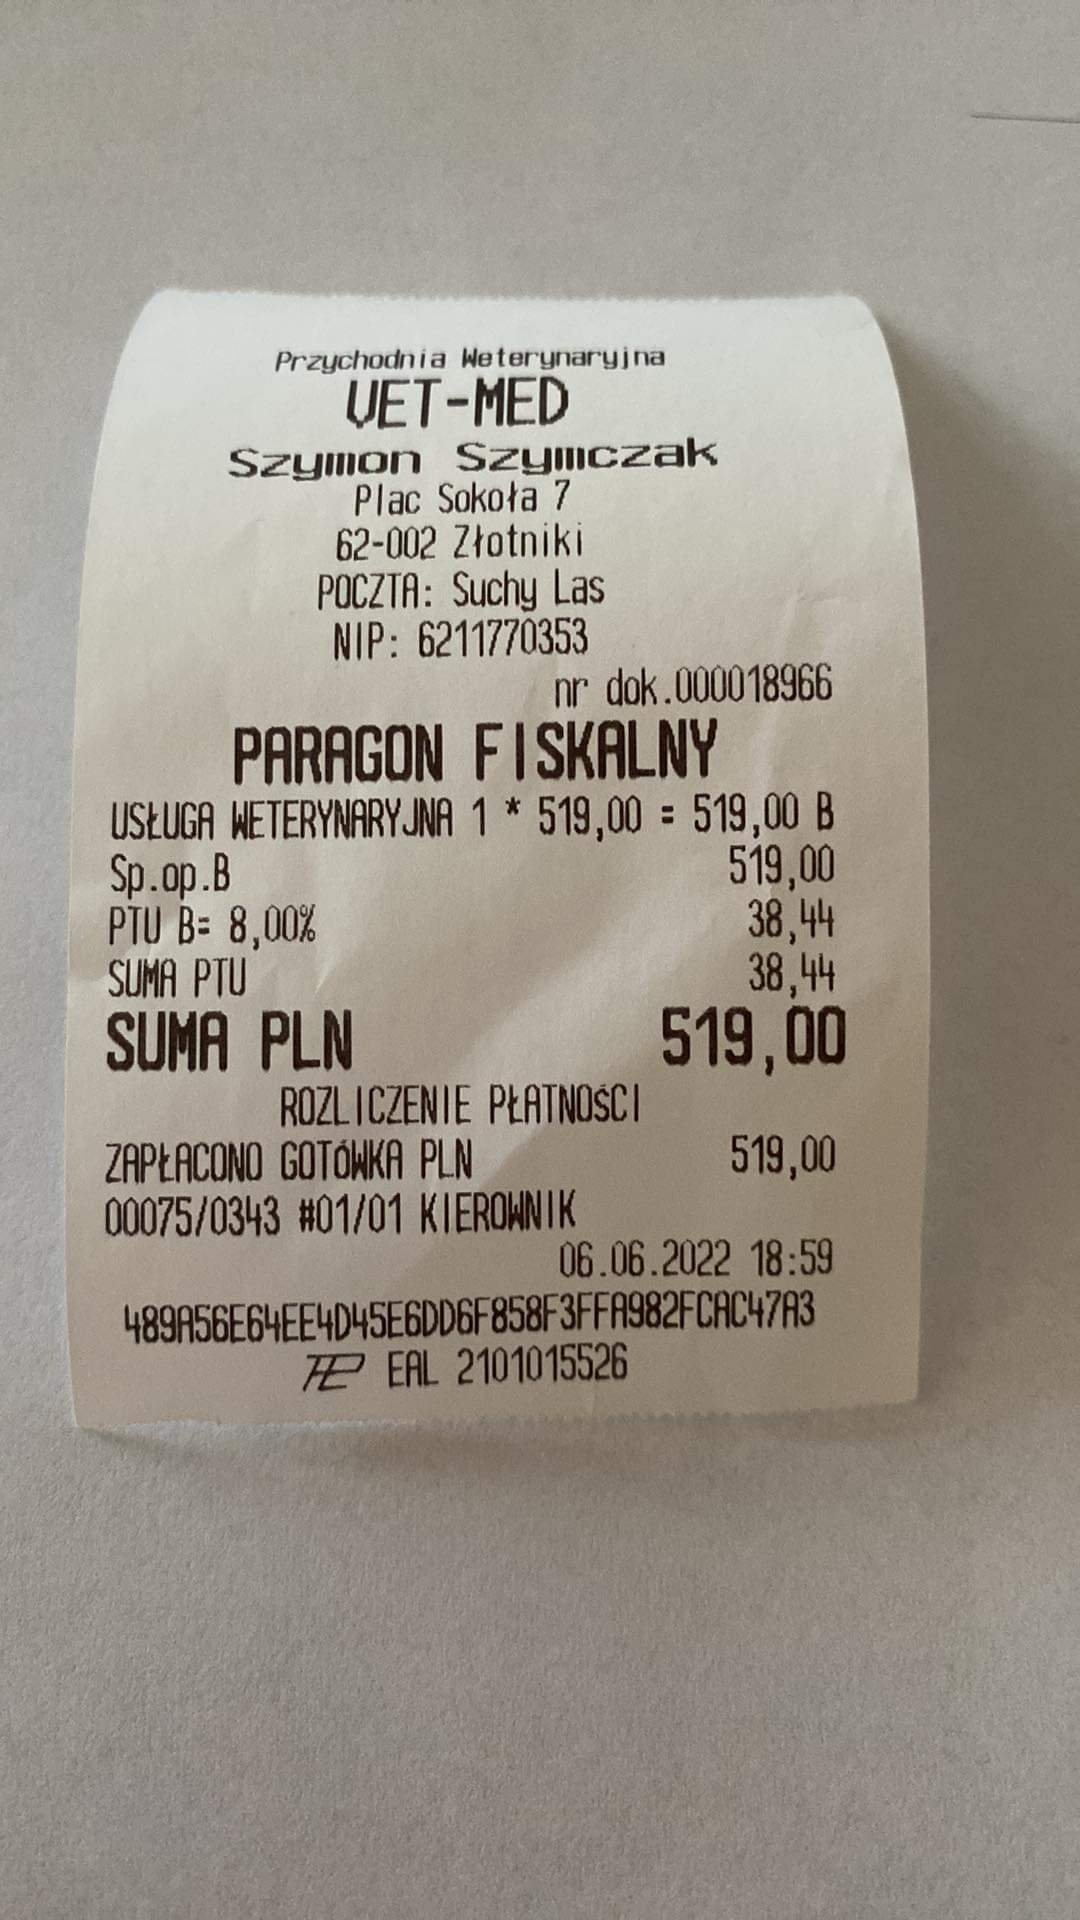 Przychodnia Weterynaryjna
VET-MED
Szymon Szymczak
Plac Sokoła 7
62-002 Złotniki
POCZTA: Suchy Las
NIP: 6211770353
nr dok.000018966
PARAGON FISKALNY
USŁUGA WETERYNARYJNA 1 * 519,00 = 519,00 B
Sp.op.B 519,00
PTU B= 8,00% 38,44
SUMA PTU 38,44
SUMA PLN 519,00
ROZLICZENIE PŁATNOŚCI
ZAPŁACONO GOTÓWKA PLN 519,00
00075/0343 #01/01 KIEROWNIK
06.06.2022 18:59
489A56E64EE4D45E6DD6F858F3FFA982FCAC47A3
EAL 2101015526